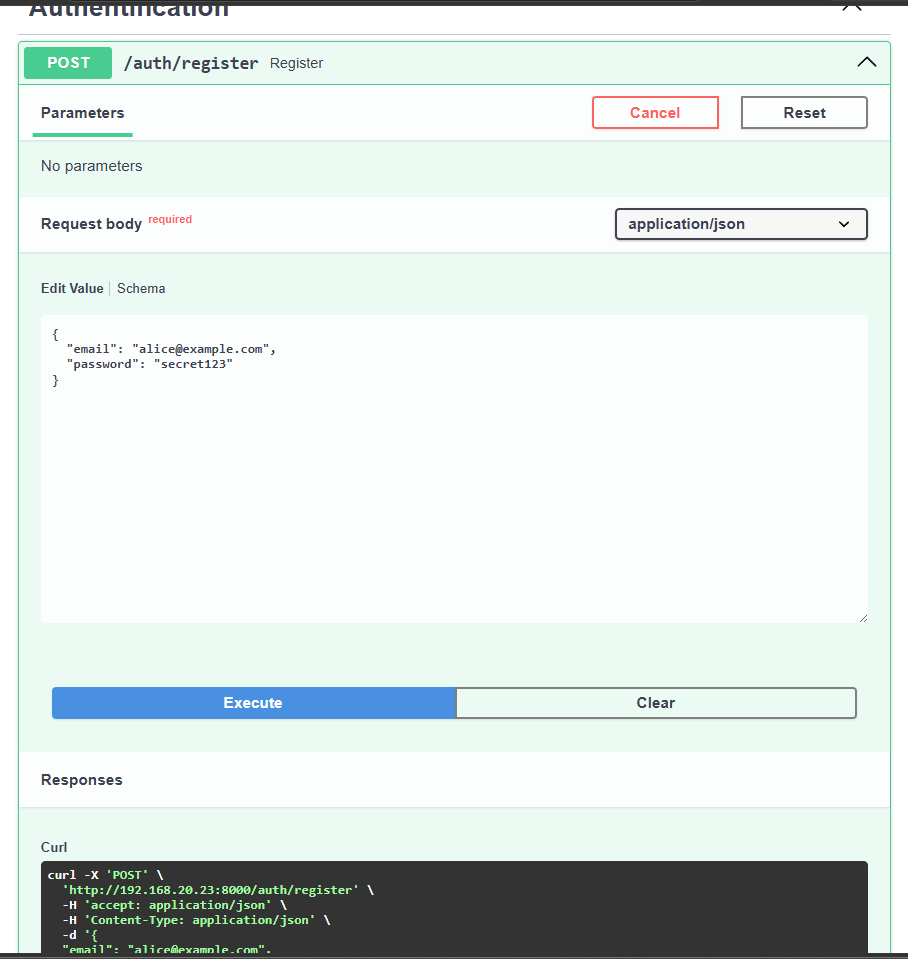 Authentification
POST /auth/register Register
Parameters
Cancel
Reset
No parameters
Request body required
application/json
Edit Value | Schema
{
  "email": "alice@example.com",
  "password": "secret123"
}
Execute
Clear
Responses
Curl
curl -X 'POST' \
  'http://192.168.20.23:8000/auth/register' \
  -H 'accept: application/json' \
  -H 'Content-Type: application/json' \
  -d '{
  "email": "alice@example.com",